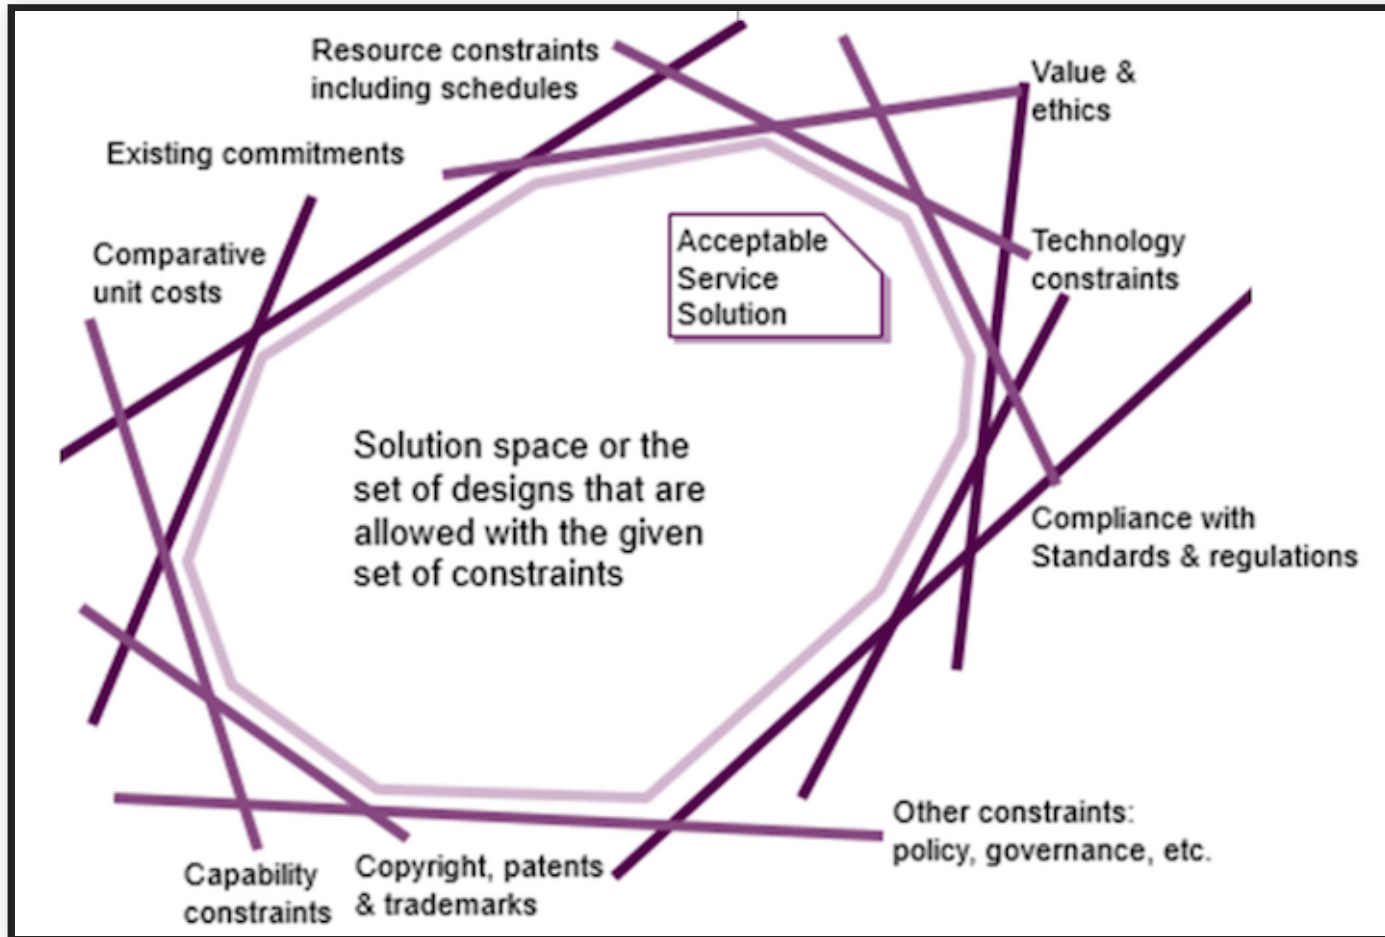 Resource constraints
including schedules
Value &
ethics
Existing commitments
Comparative
unit costs
Acceptable
Service
Solution
Technology
constraints
Solution space or the
set of designs that are
allowed with the given
set of constraints
Compliance with
Standards & regulations
Other constraints:
policy, governance, etc.
Capability
constraints
Copyright, patents
& trademarks